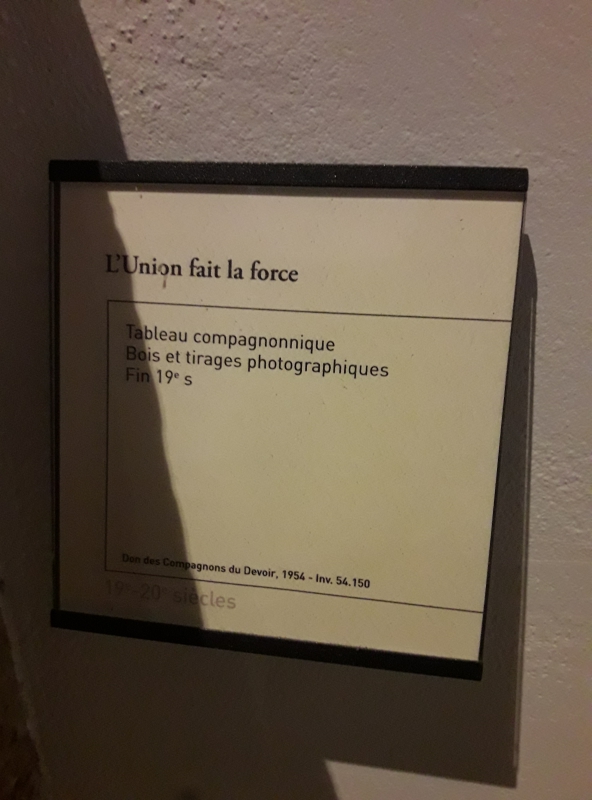 L'Union fait la force
Tableau compagnonnique
Bois et tirages photographiques
Fin 19e s
Don des Compagnons du Devoir, 1954 - Inv. 54.150
19e-20e siècles